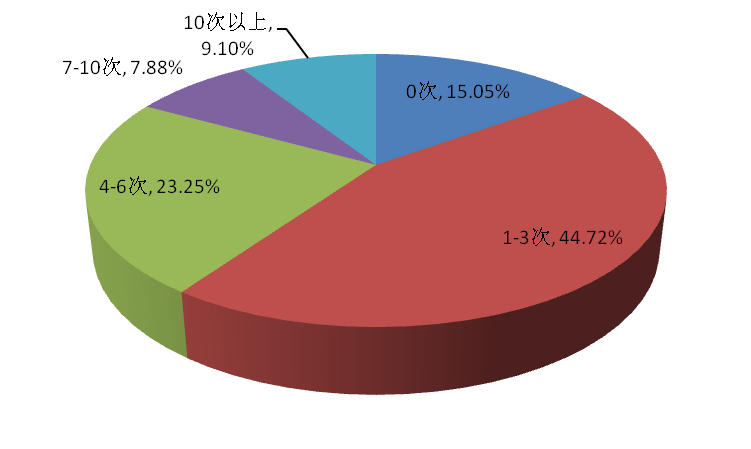 10次以上,
9.10%
7-10次, 7.88%
0次, 15.05%
4-6次, 23.25%
1-3次, 44.72%